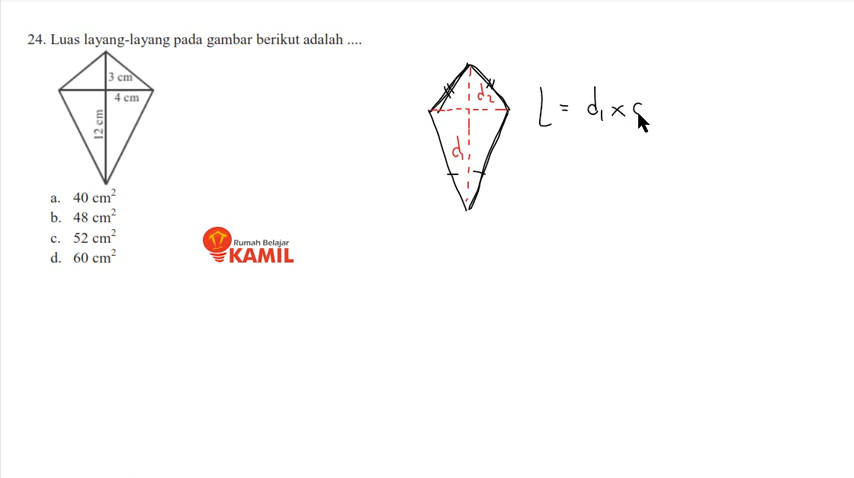 24. Luas layang-layang pada gambar berikut adalah ....
3 cm
4 cm
12 cm
a. 40 cm²
b. 48 cm²
c. 52 cm²
d. 60 cm²
Rumah Belajar
KAMIL
d₂
d₁
L = d₁ ×